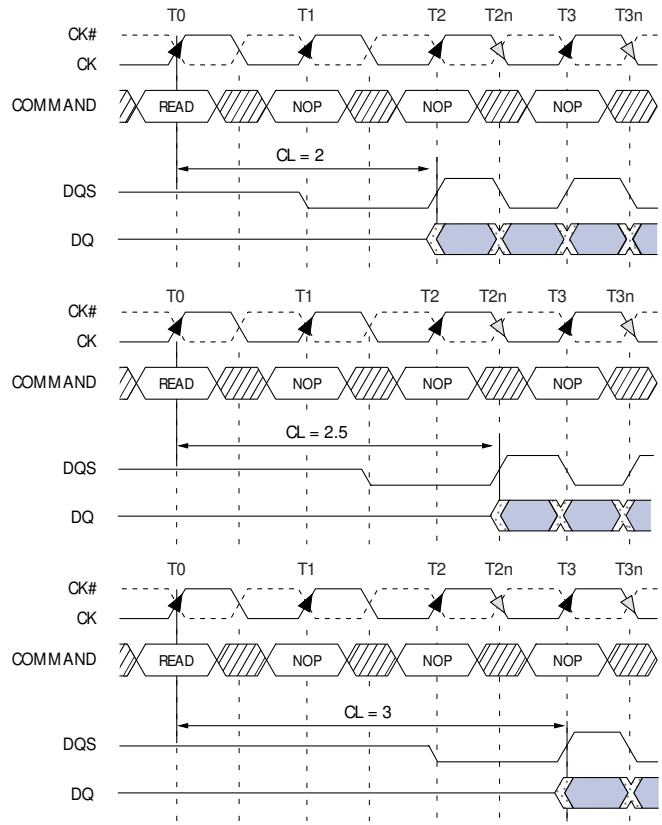 T0 T1 T2 T2n T3 T3n
CK#
CK
COMMAND READ NOP NOP NOP
CL = 2
DQS
DQ
T0 T1 T2 T2n T3 T3n
CK#
CK
COMMAND READ NOP NOP NOP
CL = 2.5
DQS
DQ
T0 T1 T2 T2n T3 T3n
CK#
CK
COMMAND READ NOP NOP NOP
CL = 3
DQS
DQ